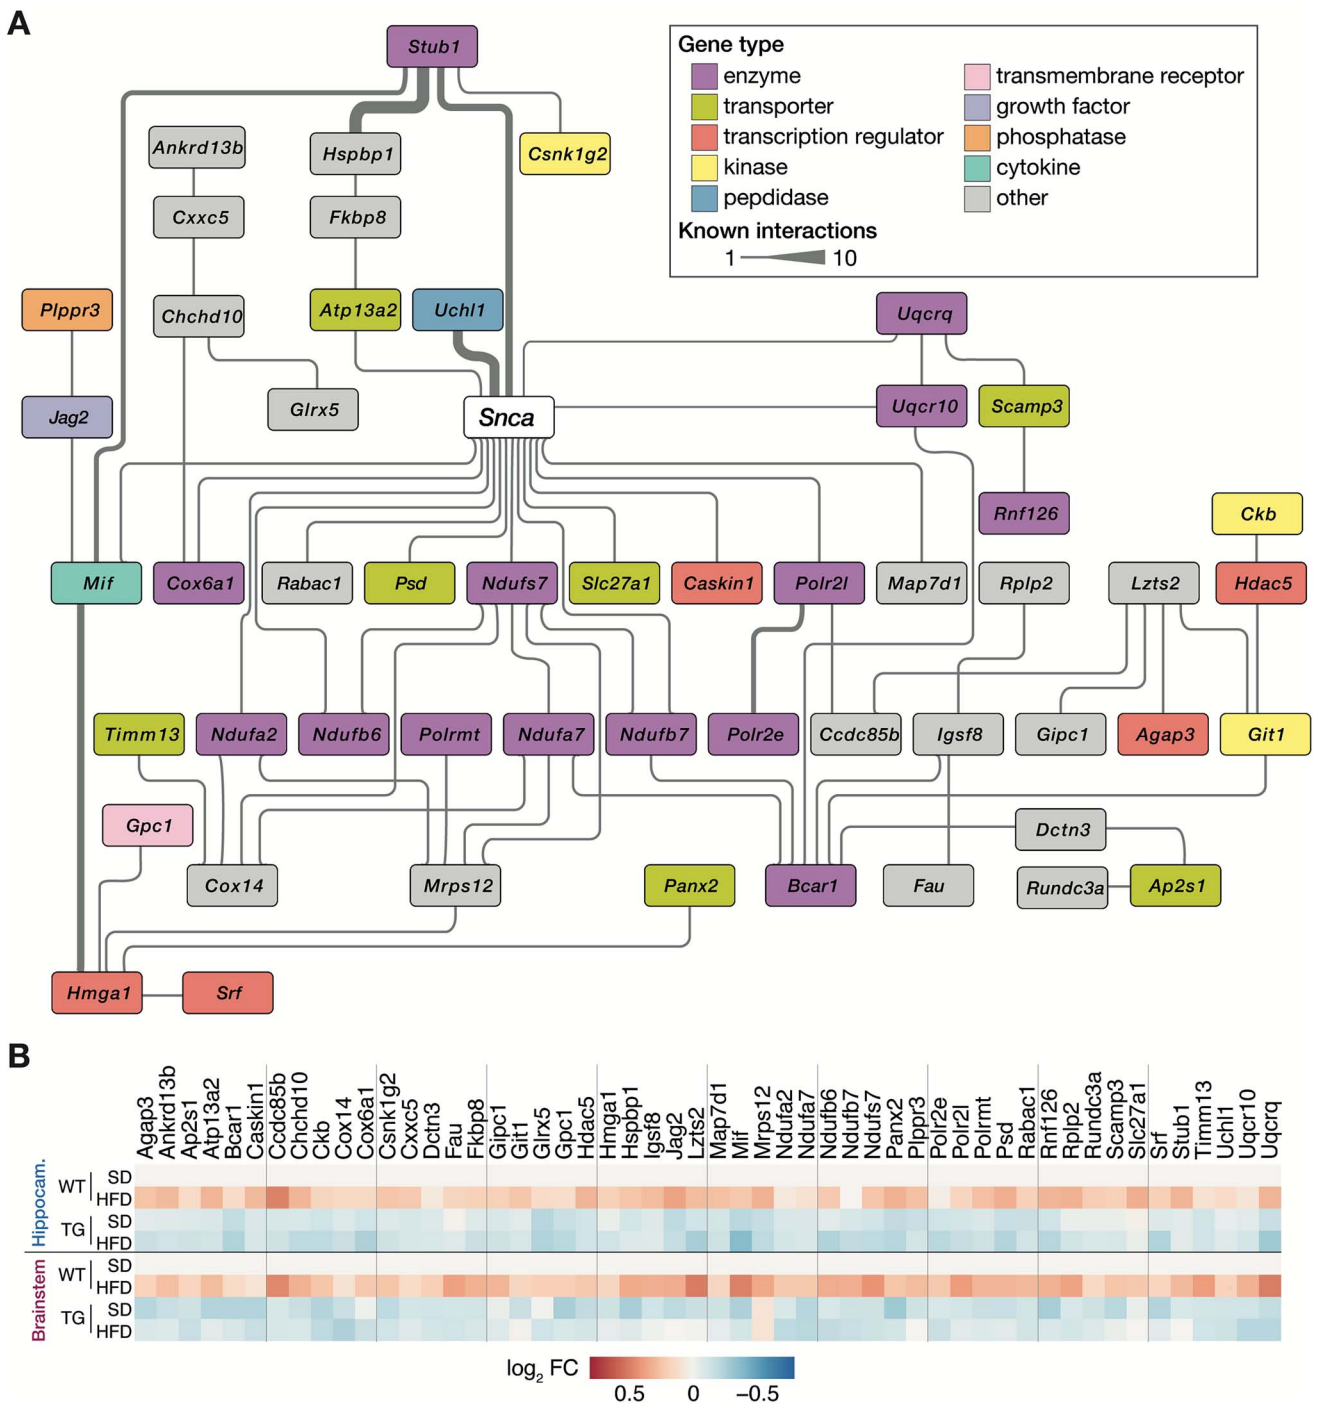 A
Stub1
Gene type
enzyme
transmembrane receptor
transporter
growth factor
transcription regulator
phosphatase
kinase
cytokine
pepdidase
other
Known interactions
1
10
Ankrd13b
Hspbp1
Csnk1g2
Cxxc5
Fkbp8
Plppr3
Chchd10
Atp13a2
Uchl1
Uqcrq
Jag2
Glrx5
Snca
Uqcr10
Scamp3
Rnf126
Ckb
Mif
Cox6a1
Rabac1
Psd
Ndufs7
Slc27a1
Caskin1
Polr2l
Map7d1
Rplp2
Lzts2
Hdac5
Timm13
Ndufa2
Ndufb6
Polrmt
Ndufa7
Ndufb7
Polr2e
Ccdc85b
Igsf8
Gipc1
Agap3
Git1
Gpc1
Dctn3
Cox14
Mrps12
Panx2
Bcar1
Fau
Rundc3a
Ap2s1
Hmga1
Srf
B
Agap3
Ankrd13b
Ap2s1
Atp13a2
Bcar1
Caskin1
Ccdc85b
Chchd10
Ckb
Cox14
Cox6a1
Csnk1g2
Cxxc5
Dctn3
Fau
Fkbp8
Gipc1
Git1
Glrx5
Gpc1
Hdac5
Hmga1
Hspbp1
Igsf8
Jag2
Lzts2
Map7d1
Mif
Mrps12
Ndufa2
Ndufa7
Ndufb6
Ndufb7
Ndufs7
Panx2
Plppr3
Polr2e
Polr2l
Polrmt
Psd
Rabac1
Rnf126
Rplp2
Rundc3a
Scamp3
Slc27a1
Srf
Stub1
Timm13
Uchl1
Uqcr10
Uqcrq
Hippocam.
WT
SD
HFD
TG
SD
HFD
Brainstem
WT
SD
HFD
TG
SD
HFD
log2 FC
0.5
0
−0.5